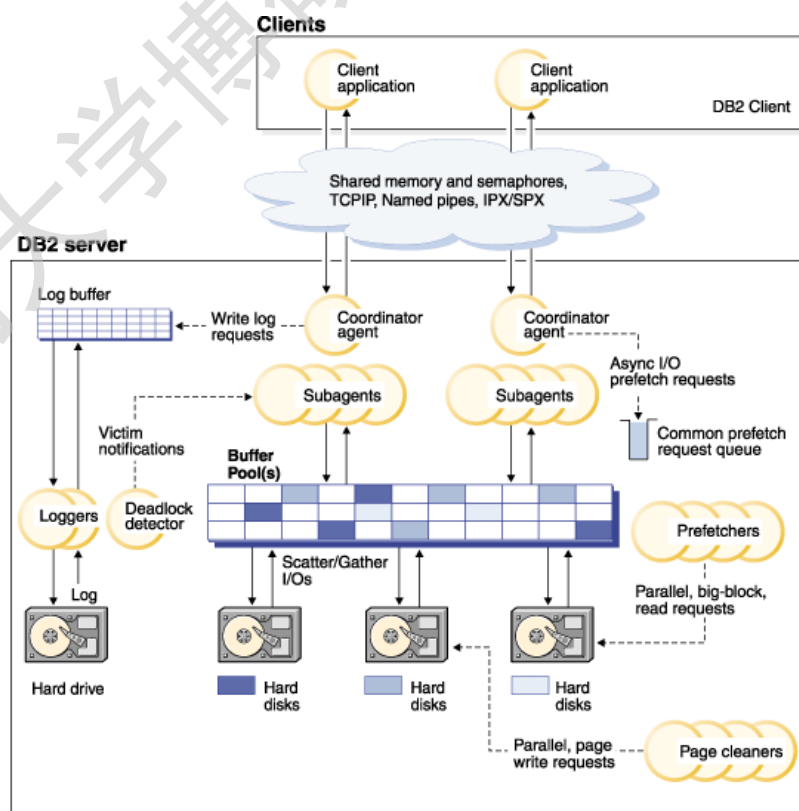 大学博
Clients
Client
application
Client
application
DB2 Client
Shared memory and semaphores,
TCPIP, Named pipes, IPX/SPX
DB2 server
Log buffer
Write log
requests
Coordinator
agent
Coordinator
agent
Async I/O
prefetch requests
Subagents
Subagents
Common prefetch
request queue
Victim
notifications
Buffer
Pool(s)
Loggers
Deadlock
detector
Prefetchers
Scatter/Gather
I/Os
Log
Parallel, big-block,
read requests
Hard drive
Hard
disks
Hard
disks
Hard
disks
Parallel, page
write requests
Page cleaners